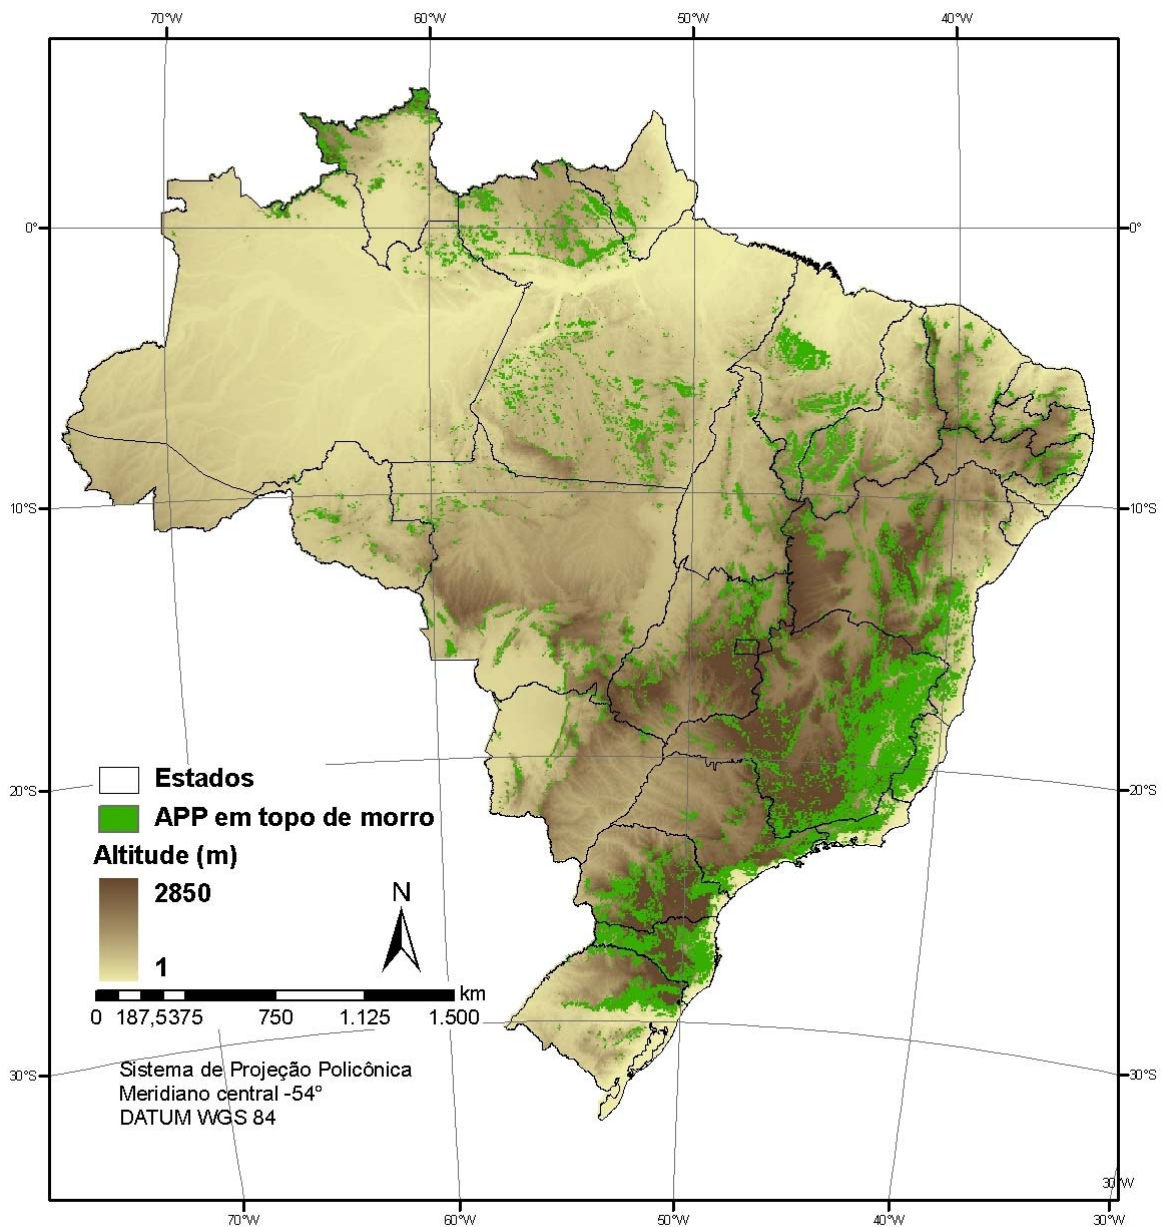 70°W 60°W 50°W 40°W
0° 0°
10°S 10°S
Estados
20°S 20°S
APP em topo de morro
Altitude (m)
2850
N
1
km
0 187,5375 750 1.125 1.500
Sistema de Projeção Policônica
30°S 30°S
Meridiano central -54°
DATUM WGS 84
30°W
70°W 60°W 50°W 40°W 30°W